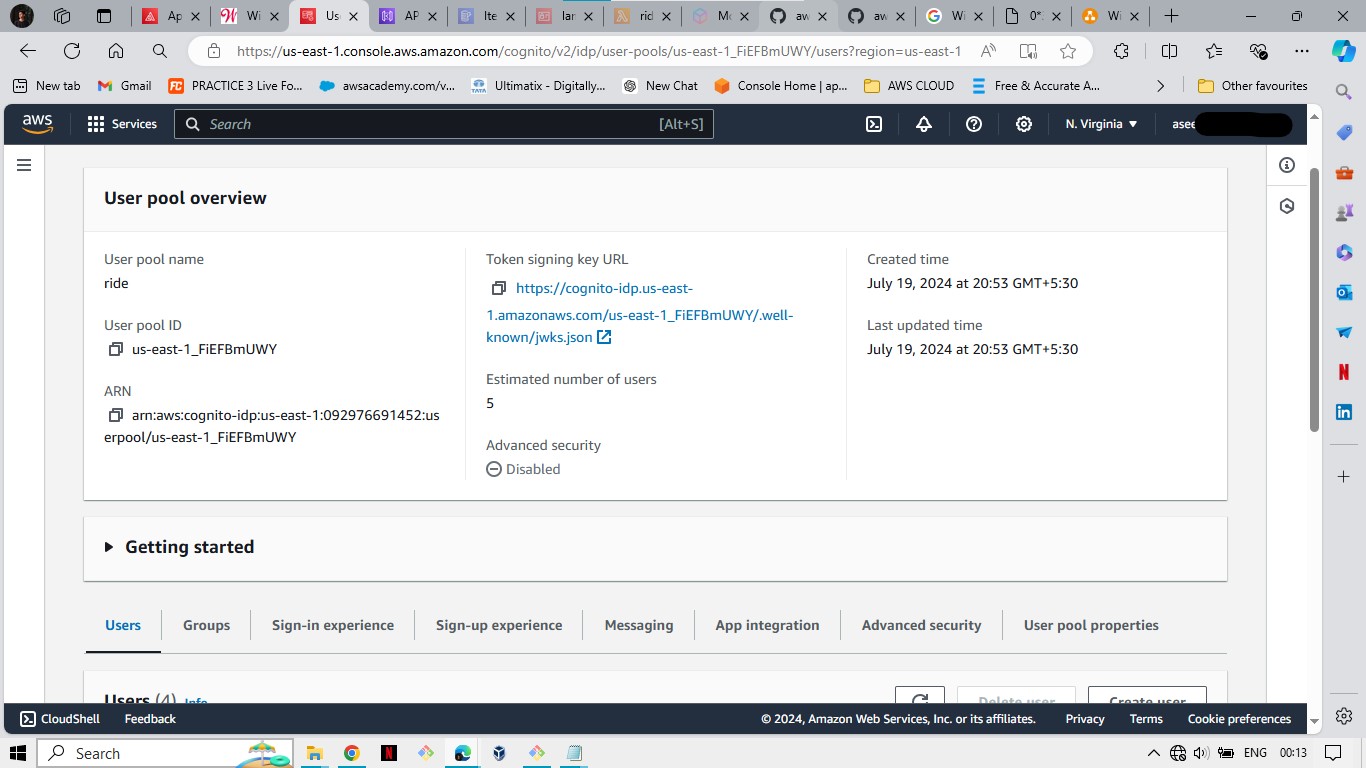 Ap
Wi
Us
AP
Ite
lar
rid
Mo
aw
aw
Wi
0*
Wi
https://us-east-1.console.aws.amazon.com/cognito/v2/idp/user-pools/us-east-1_FiEFBmUWY/users?region=us-east-1
New tab
Gmail
PRACTICE 3 Live Fo...
awsacademy.com/v...
Ultimatix - Digitally...
New Chat
Console Home | ap...
AWS CLOUD
Free & Accurate A...
Other favourites
aws
Services
Search
[Alt+S]
N. Virginia
asee
User pool overview
User pool name
ride
User pool ID
us-east-1_FiEFBmUWY
ARN
arn:aws:cognito-idp:us-east-1:092976691452:us
erpool/us-east-1_FiEFBmUWY
Token signing key URL
https://cognito-idp.us-east-
1.amazonaws.com/us-east-1_FiEFBmUWY/.well-
known/jwks.json
Estimated number of users
5
Advanced security
Disabled
Created time
July 19, 2024 at 20:53 GMT+5:30
Last updated time
July 19, 2024 at 20:53 GMT+5:30
Getting started
Users
Groups
Sign-in experience
Sign-up experience
Messaging
App integration
Advanced security
User pool properties
Users (4) Info
Delete user
Create user
CloudShell
Feedback
© 2024, Amazon Web Services, Inc. or its affiliates.
Privacy
Terms
Cookie preferences
Search
ENG
00:13